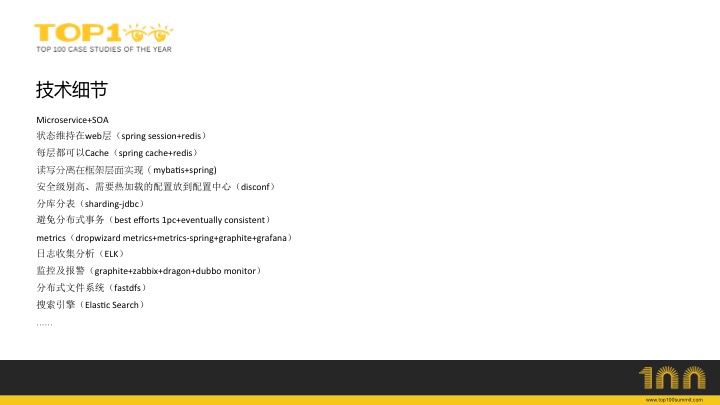 TOP100
TOP 100 CASE STUDIES OF THE YEAR
技术细节
Microservice+SOA
状态维持在web层（spring session+redis）
每层都可以Cache（spring cache+redis）
读写分离在框架层面实现（mybatis+spring)
安全级别高、需要热加载的配置放到配置中心（disconf）
分库分表（sharding-jdbc）
避免分布式事务（best efforts 1pc+eventually consistent）
metrics（dropwizard metrics+metrics-spring+graphite+grafana）
日志收集分析（ELK）
监控及报警（graphite+zabbix+dragon+dubbo monitor）
分布式文件系统（fastdfs）
搜索引擎（Elastic Search）
……
100
www.top100summit.com